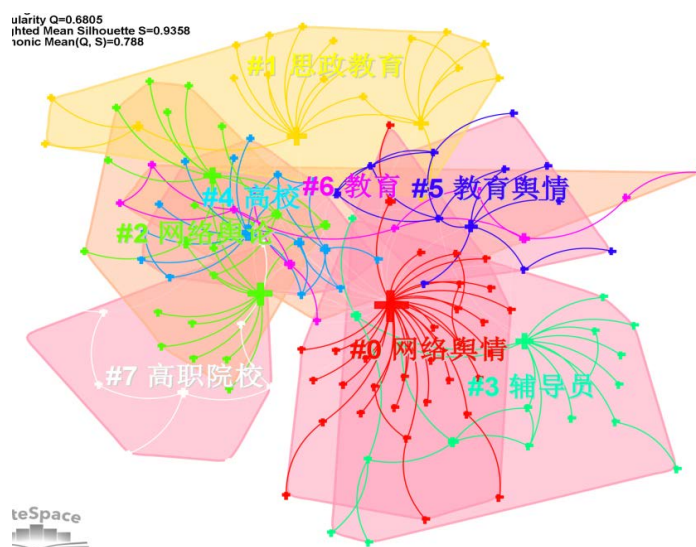 ularity Q=0.6805
ghted Mean Silhouette S=0.9358
nonic Mean(Q, S)=0.788
#1 思政教育
#6 教育
#5 教育舆情
#4 高校
#2 网络舆论
#0 网络舆情
#7 高职院校
#3 辅导员
teSpace